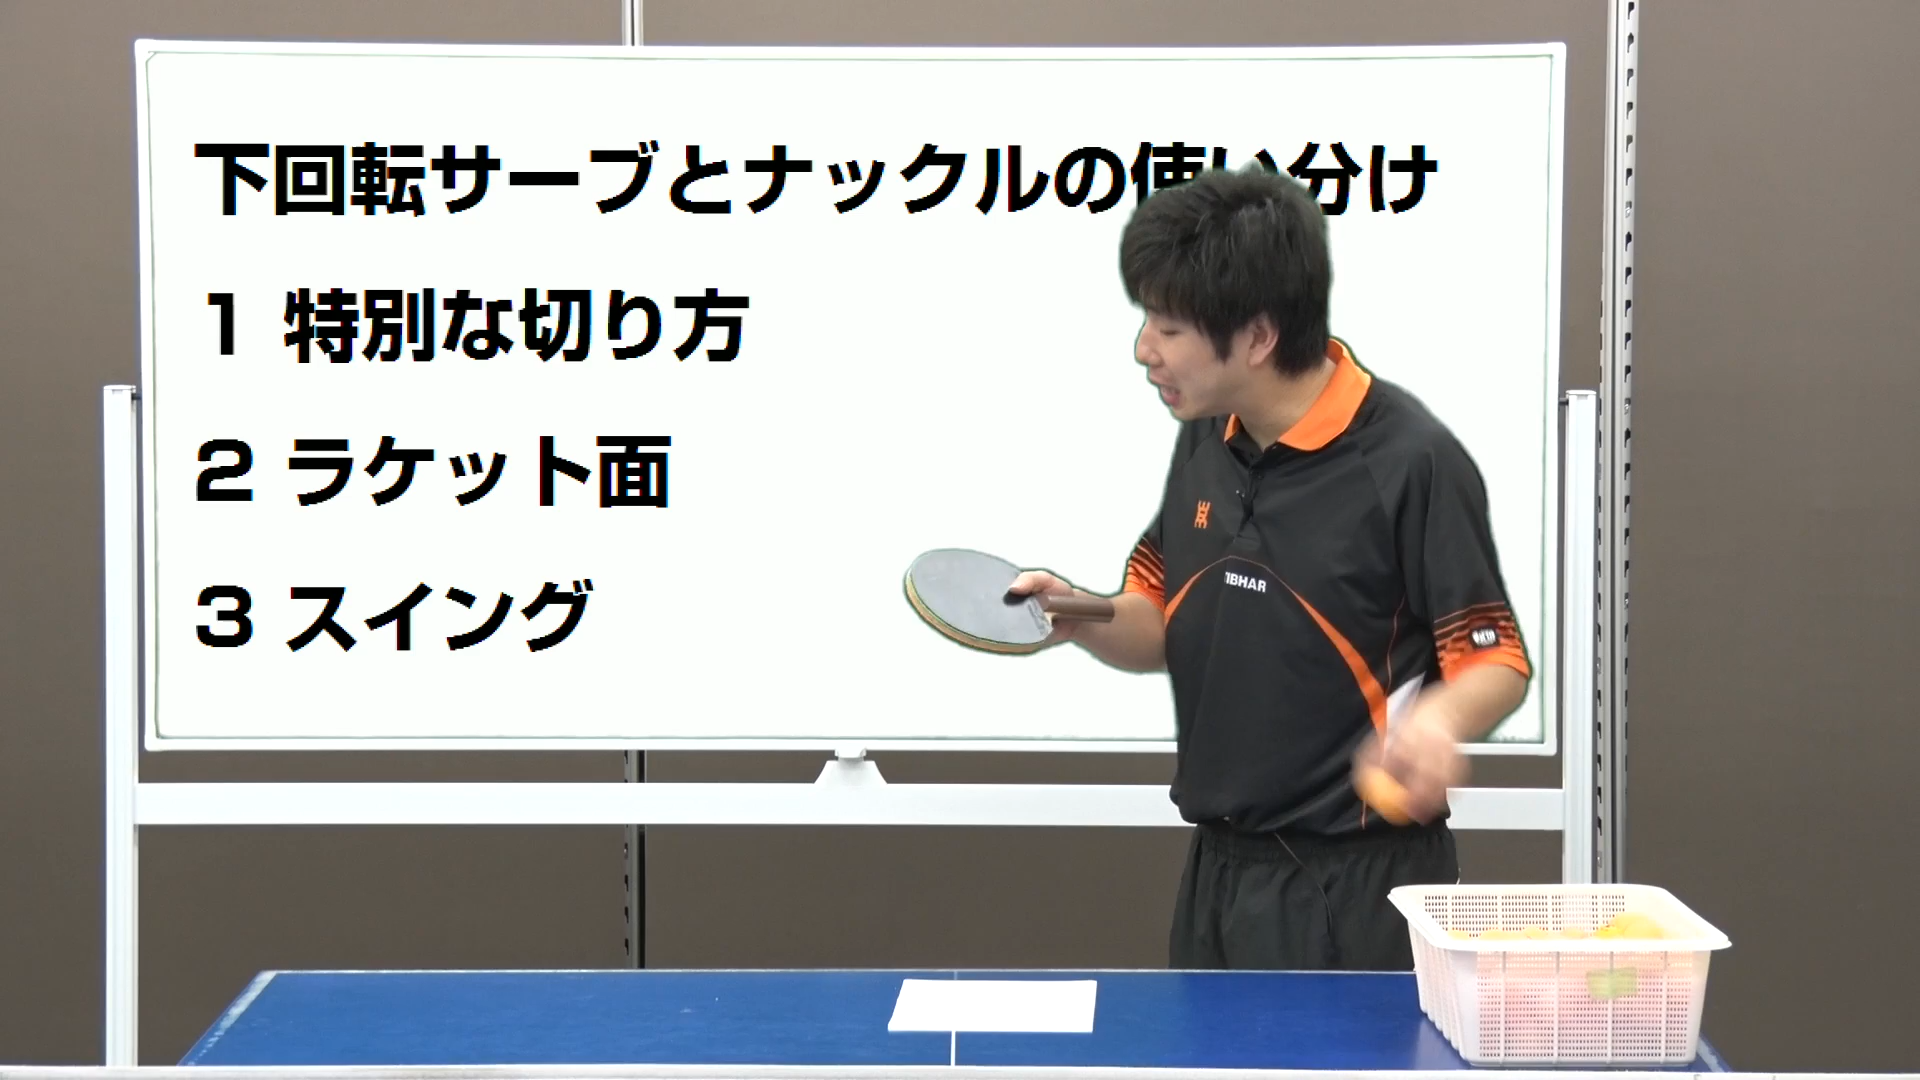 下回転サーブとナックルの使い分け
1 特別な切り方
2 ラケット面
3 スイング
TIBHAR